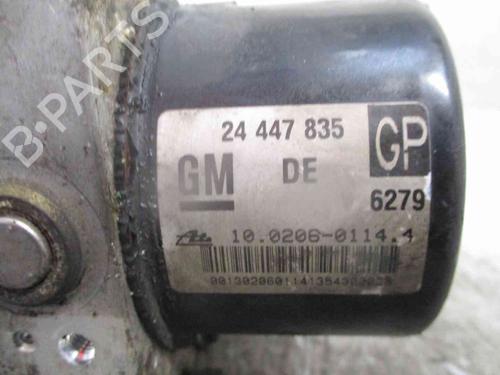 B-PARTS
24 447 835
GP
GM
DE
6279
10.0206-0114.4